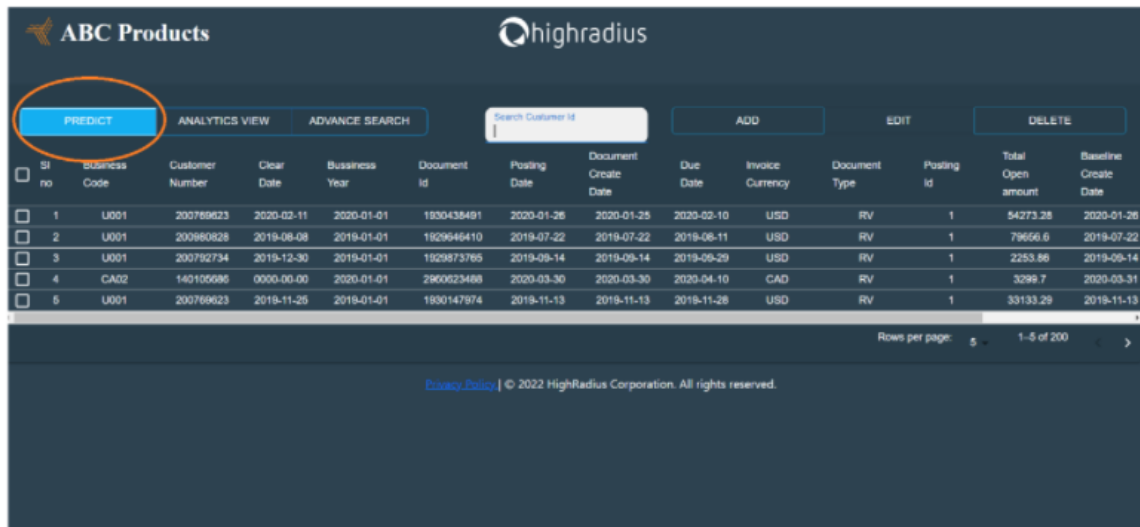 ABC Products
highradius
PREDICT ANALYTICS VIEW ADVANCE SEARCH Search Customer Id ADD EDIT DELETE
Sl no Business Code Customer Number Clear Date Bussiness Year Document Id Posting Date Document Create Date Due Date Invoice Currency Document Type Posting Id Total Open amount Baseline Create Date
1 U001 200769623 2020-02-11 2020-01-01 1930438491 2020-01-26 2020-01-25 2020-02-10 USD RV 1 54273.28 2020-01-26
2 U001 200980828 2019-08-08 2019-01-01 1929646410 2019-07-22 2019-07-22 2019-08-11 USD RV 1 79656.6 2019-07-22
3 U001 200792734 2019-12-30 2019-01-01 1929873765 2019-09-14 2019-09-14 2019-09-29 USD RV 1 2253.86 2019-09-14
4 CA02 140105686 0000-00-00 2020-01-01 2960623488 2020-03-30 2020-03-30 2020-04-10 CAD RV 1 3299.7 2020-03-31
5 U001 200769623 2019-11-25 2019-01-01 1930147974 2019-11-13 2019-11-13 2019-11-28 USD RV 1 33133.29 2019-11-13
Rows per page: 5 1–5 of 200
Privacy Policy | © 2022 HighRadius Corporation. All rights reserved.